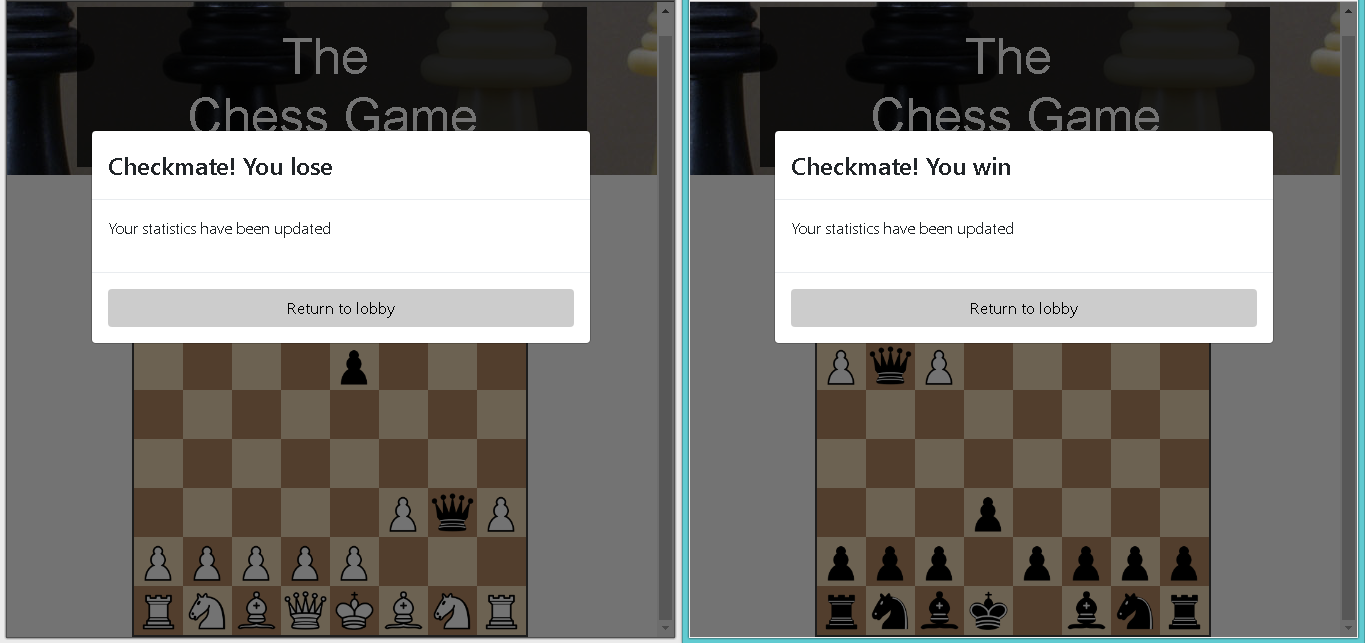 The
Chess Game
Checkmate! You lose
Your statistics have been updated
Return to lobby
The
Chess Game
Checkmate! You win
Your statistics have been updated
Return to lobby